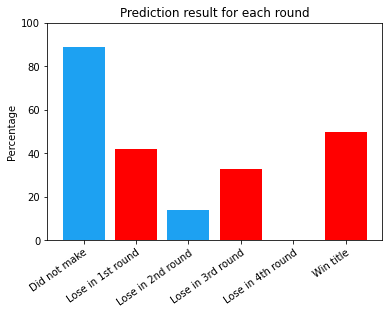 Prediction result for each round
Percentage
100
80
60
40
20
0
Did not make
Lose in 1st round
Lose in 2nd round
Lose in 3rd round
Lose in 4th round
Win title